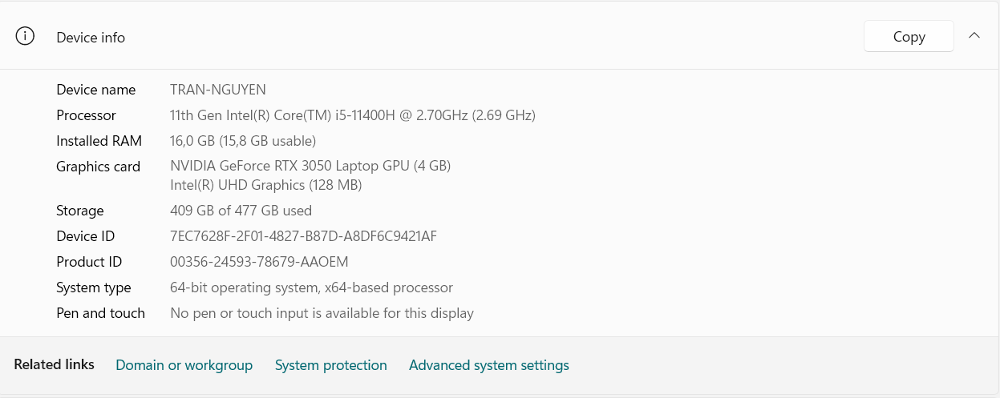 Device info
Copy
Device name TRAN-NGUYEN
Processor 11th Gen Intel(R) Core(TM) i5-11400H @ 2.70GHz (2.69 GHz)
Installed RAM 16,0 GB (15,8 GB usable)
Graphics card NVIDIA GeForce RTX 3050 Laptop GPU (4 GB)
Intel(R) UHD Graphics (128 MB)
Storage 409 GB of 477 GB used
Device ID 7EC7628F-2F01-4827-B87D-A8DF6C9421AF
Product ID 00356-24593-78679-AAOEM
System type 64-bit operating system, x64-based processor
Pen and touch No pen or touch input is available for this display
Related links Domain or workgroup System protection Advanced system settings